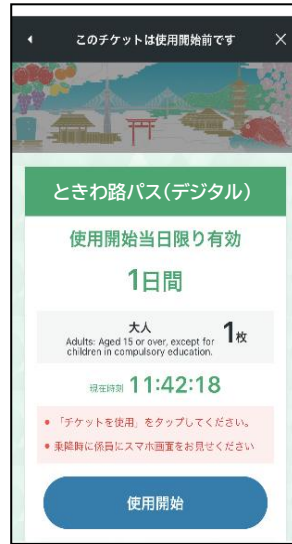 このチケットは使用開始前です
ときわ路パス(デジタル)
使用開始当日限り有効
1日間
大人
Adults: Aged 15 or over, except for
children in compulsory education.
1枚
現在時刻 11:42:18
• 「チケットを使用」をタップしてください。
• 乗降時に係員にスマホ画面をお見せください
使用開始